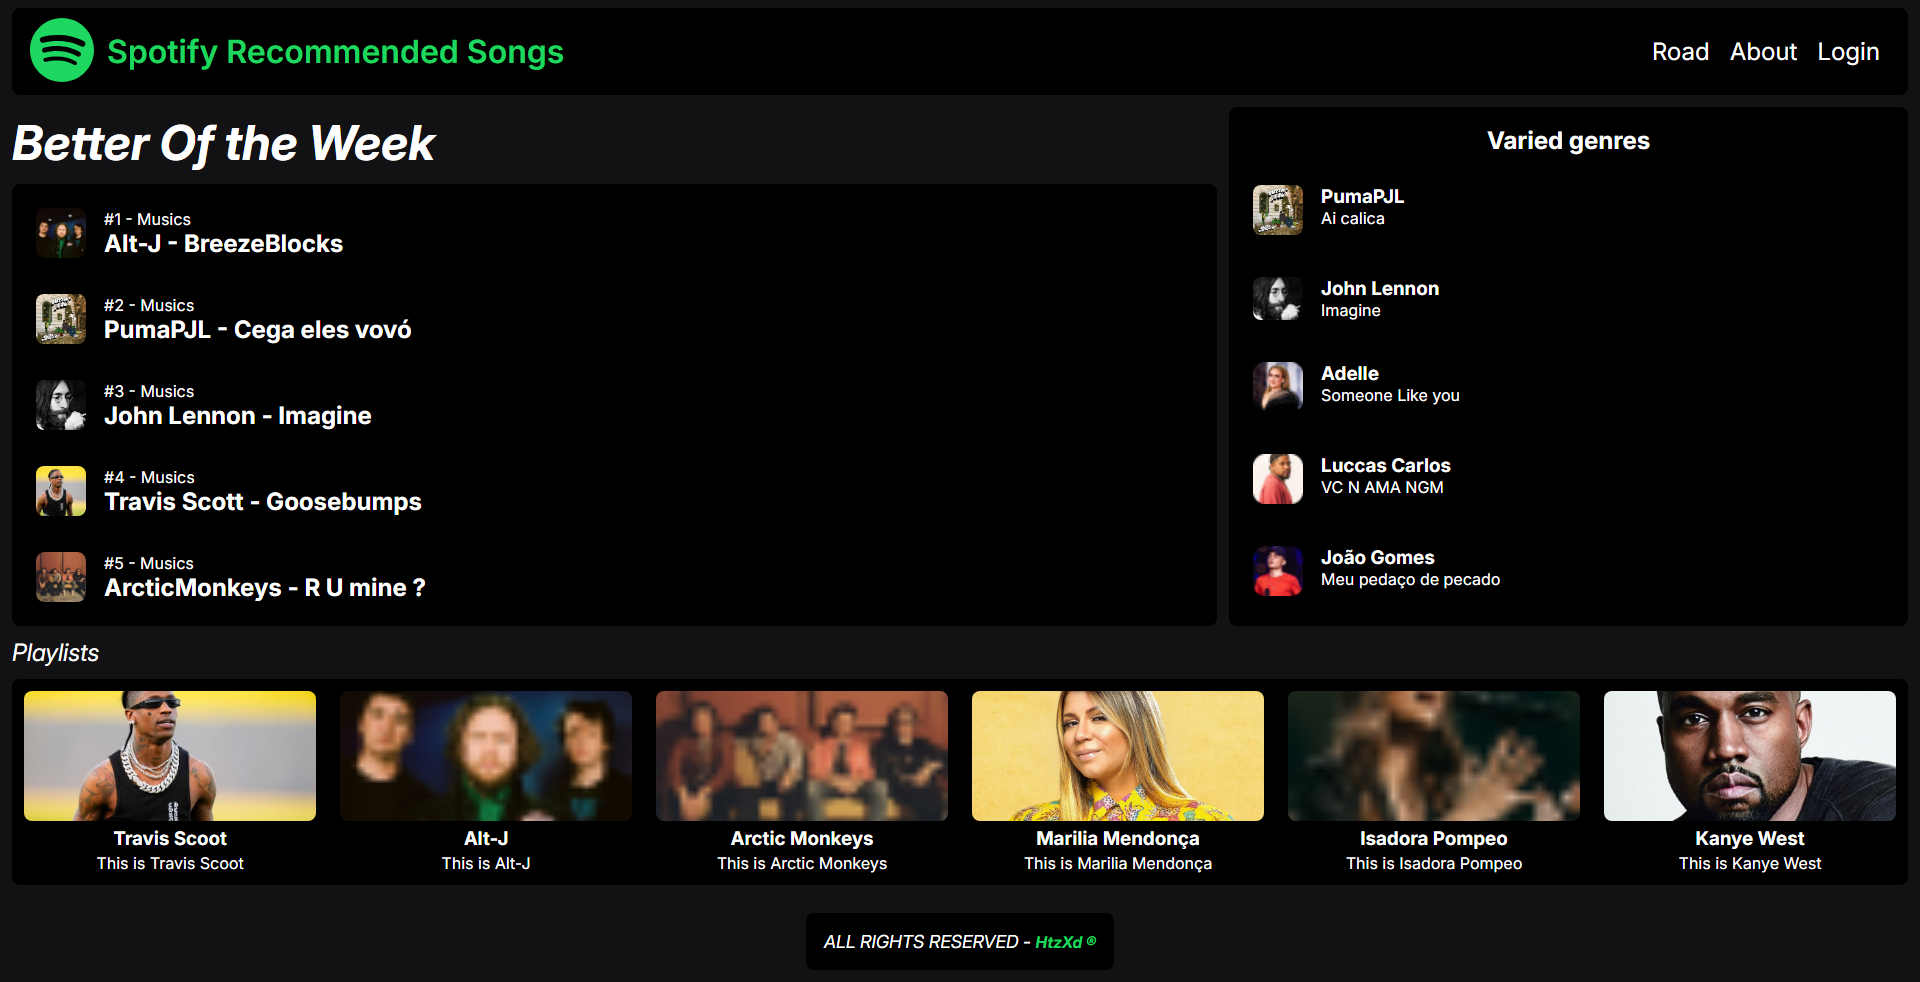 Spotify Recommended Songs
Road About Login
Better Of the Week
#1 - Musics
Alt-J - BreezeBlocks
#2 - Musics
PumaPJL - Cega eles vovó
#3 - Musics
John Lennon - Imagine
#4 - Musics
Travis Scott - Goosebumps
#5 - Musics
ArcticMonkeys - R U mine ?
Varied genres
PumaPJL
Ai calica
John Lennon
Imagine
Adelle
Someone Like you
Luccas Carlos
VC N AMA NGM
João Gomes
Meu pedaço de pecado
Playlists
Travis Scoot
This is Travis Scoot
Alt-J
This is Alt-J
Arctic Monkeys
This is Arctic Monkeys
Marilia Mendonça
This is Marilia Mendonça
Isadora Pompeo
This is Isadora Pompeo
Kanye West
This is Kanye West
ALL RIGHTS RESERVED - HtzXd ®